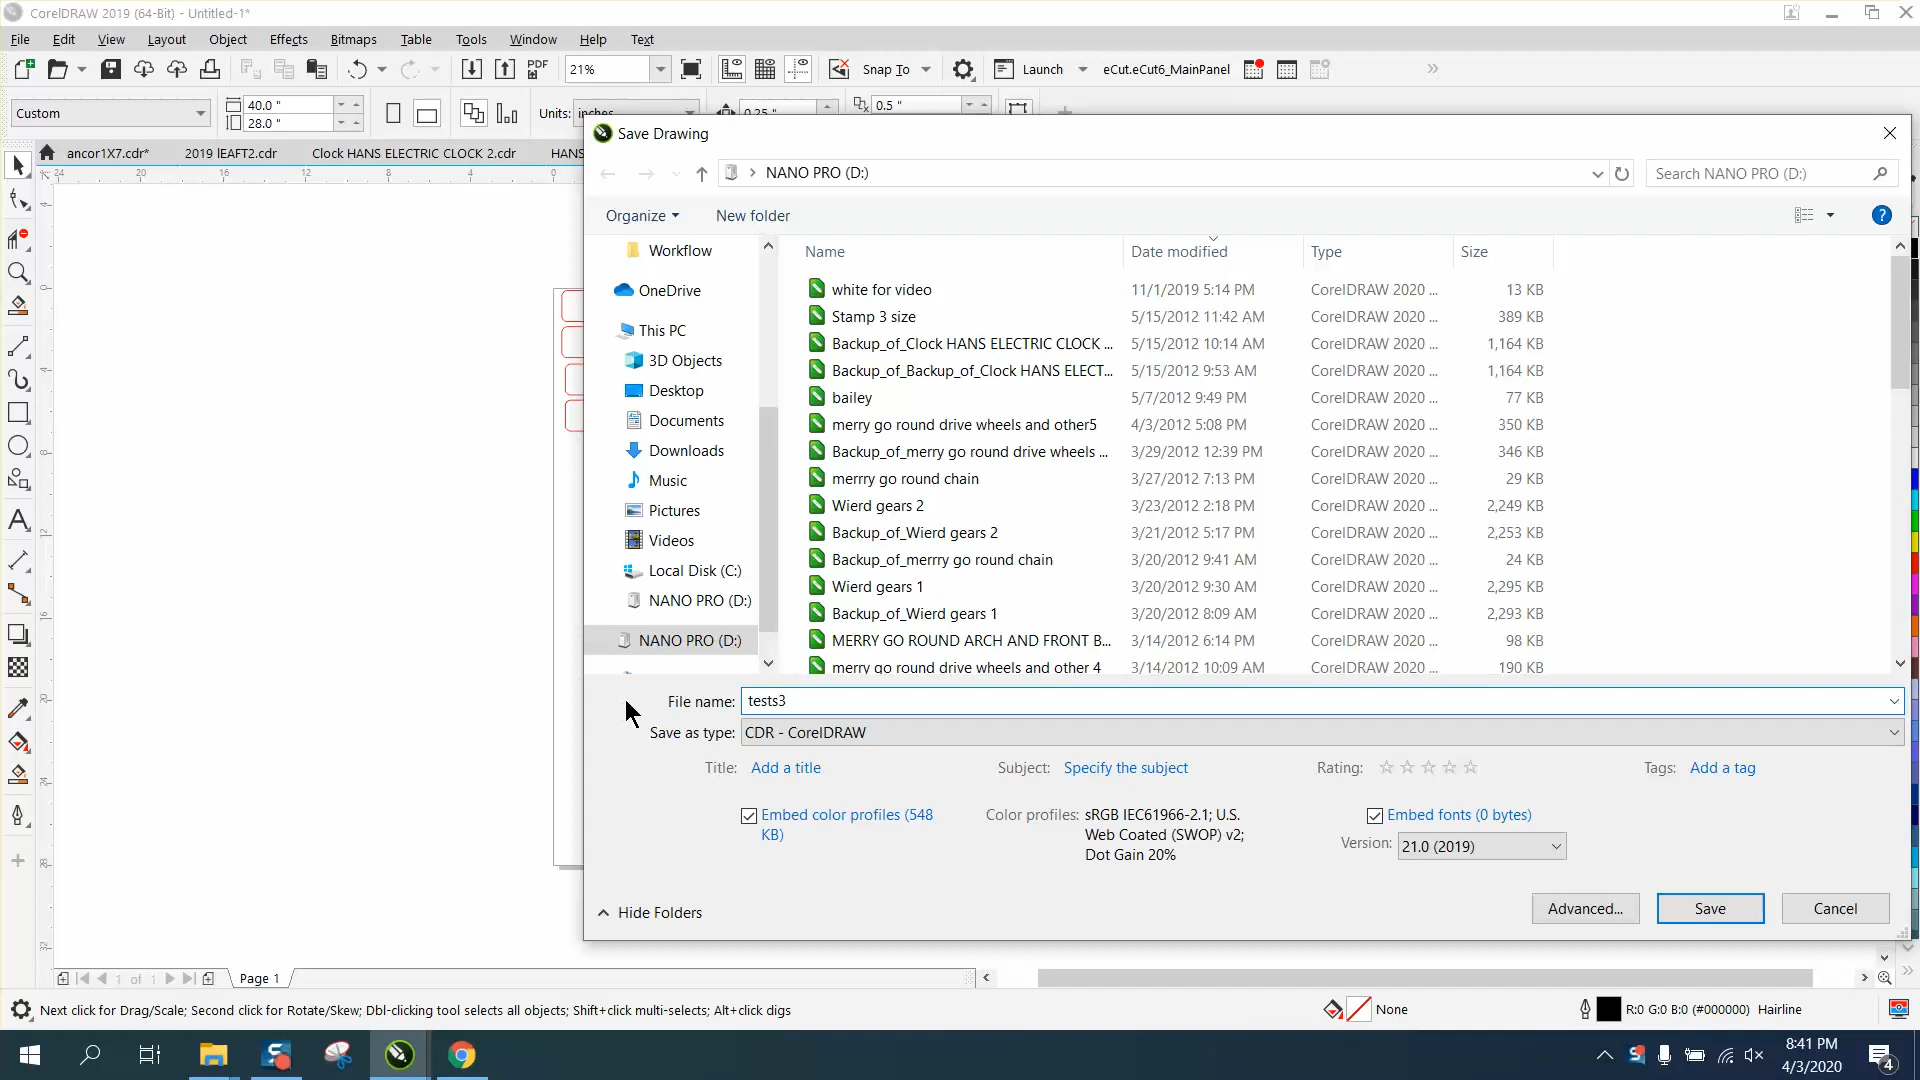 CorelDRAW 2019 (64-Bit) - Untitled-1*
File Edit View Layout Object Effects Bitmaps Table Tools Window Help Text
PDF 21% Snap To Launch eCut.eCut6_MainPanel
Custom 40.0 " 28.0 " Units: inches 0.25 " 0.5 "
ancor1X7.cdr* 2019 lEAFT2.cdr Clock HANS ELECTRIC CLOCK 2.cdr HANS
24 20 16 12 8 4 0
Save Drawing
NANO PRO (D:) Search NANO PRO (D:)
Organize New folder
Name Date modified Type Size
Workflow
OneDrive
This PC
3D Objects
Desktop
Documents
Downloads
Music
Pictures
Videos
Local Disk (C:)
NANO PRO (D:)
NANO PRO (D:)
white for video 11/1/2019 5:14 PM CorelDRAW 2020 ... 13 KB
Stamp 3 size 5/15/2012 11:42 AM CorelDRAW 2020 ... 389 KB
Backup_of_Clock HANS ELECTRIC CLOCK ... 5/15/2012 10:14 AM CorelDRAW 2020 ... 1,164 KB
Backup_of_Backup_of_Clock HANS ELECT... 5/15/2012 9:53 AM CorelDRAW 2020 ... 1,164 KB
bailey 5/7/2012 9:49 PM CorelDRAW 2020 ... 77 KB
merry go round drive wheels and other5 4/3/2012 5:08 PM CorelDRAW 2020 ... 350 KB
Backup_of_merry go round drive wheels ... 3/29/2012 12:39 PM CorelDRAW 2020 ... 346 KB
merrry go round chain 3/27/2012 7:13 PM CorelDRAW 2020 ... 29 KB
Wierd gears 2 3/23/2012 2:18 PM CorelDRAW 2020 ... 2,249 KB
Backup_of_Wierd gears 2 3/21/2012 5:17 PM CorelDRAW 2020 ... 2,253 KB
Backup_of_merrry go round chain 3/20/2012 9:41 AM CorelDRAW 2020 ... 24 KB
Wierd gears 1 3/20/2012 9:30 AM CorelDRAW 2020 ... 2,295 KB
Backup_of_Wierd gears 1 3/20/2012 8:09 AM CorelDRAW 2020 ... 2,293 KB
MERRY GO ROUND ARCH AND FRONT B... 3/14/2012 6:14 PM CorelDRAW 2020 ... 98 KB
merry go round drive wheels and other 4 3/14/2012 10:09 AM CorelDRAW 2020 ... 190 KB
File name: tests3
Save as type: CDR - CorelDRAW
Title: Add a title Subject: Specify the subject Rating: Tags: Add a tag
Embed color profiles (548 KB)
Color profiles: sRGB IEC61966-2.1; U.S.
Web Coated (SWOP) v2;
Dot Gain 20%
Embed fonts (0 bytes)
Version: 21.0 (2019)
Hide Folders Advanced... Save Cancel
1 of 1 Page 1
Next click for Drag/Scale; Second click for Rotate/Skew; Dbl-clicking tool selects all objects; Shift+click multi-selects; Alt+click digs None R:0 G:0 B:0 (#000000) Hairline
8:41 PM
4/3/2020
4